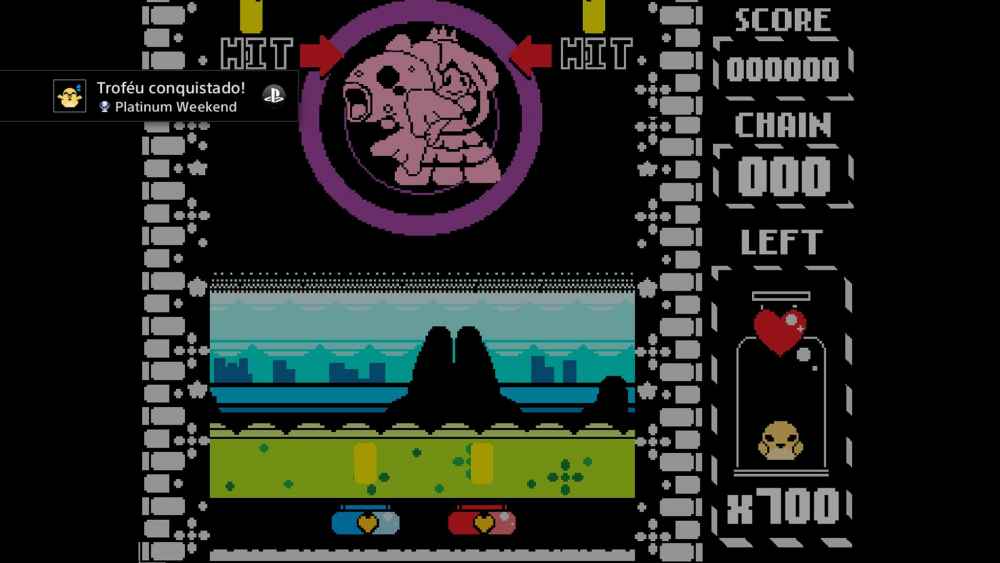 HIT
HIT
Troféu conquistado!
Platinum Weekend
SCORE
000000
CHAIN
000
LEFT
x700